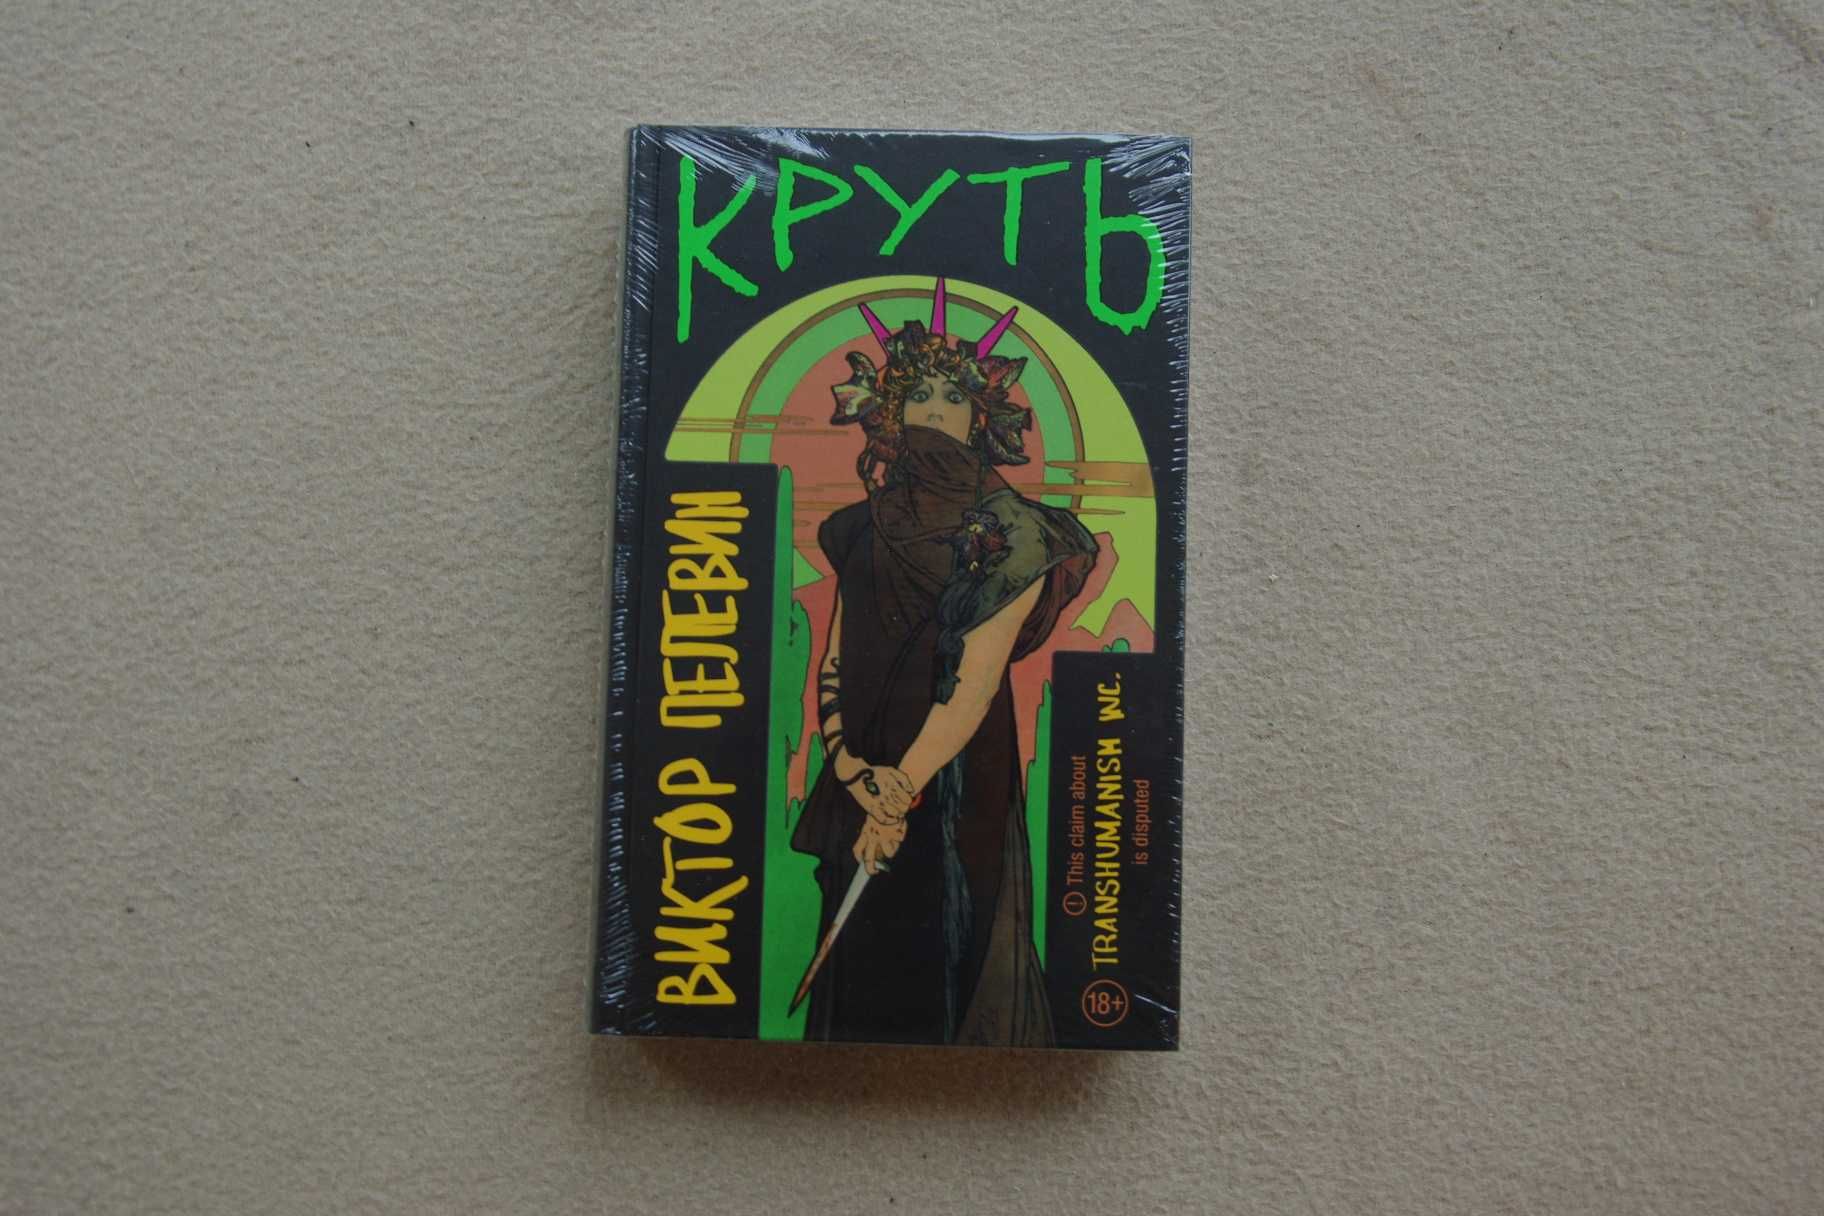 КРУТЬ
ВИКТОР ПЕЛЕВИН
! This claim about
TRANSHUMANISM INC.
is disputed
18+